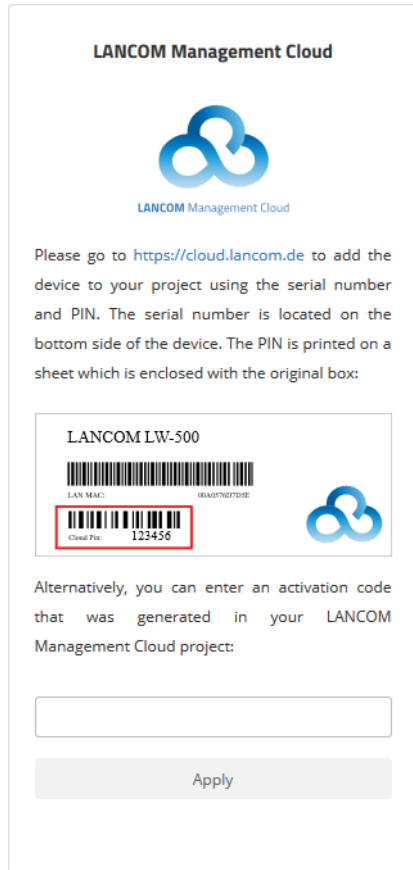 LANCOM Management Cloud
LANCOM Management Cloud
Please go to https://cloud.lancom.de to add the
device to your project using the serial number
and PIN. The serial number is located on the
bottom side of the device. The PIN is printed on a
sheet which is enclosed with the original box:
LANCOM LW-500
LAN MAC: 00A0576D7D5E
Cloud Pin: 123456
Alternatively, you can enter an activation code
that was generated in your LANCOM
Management Cloud project:
Apply